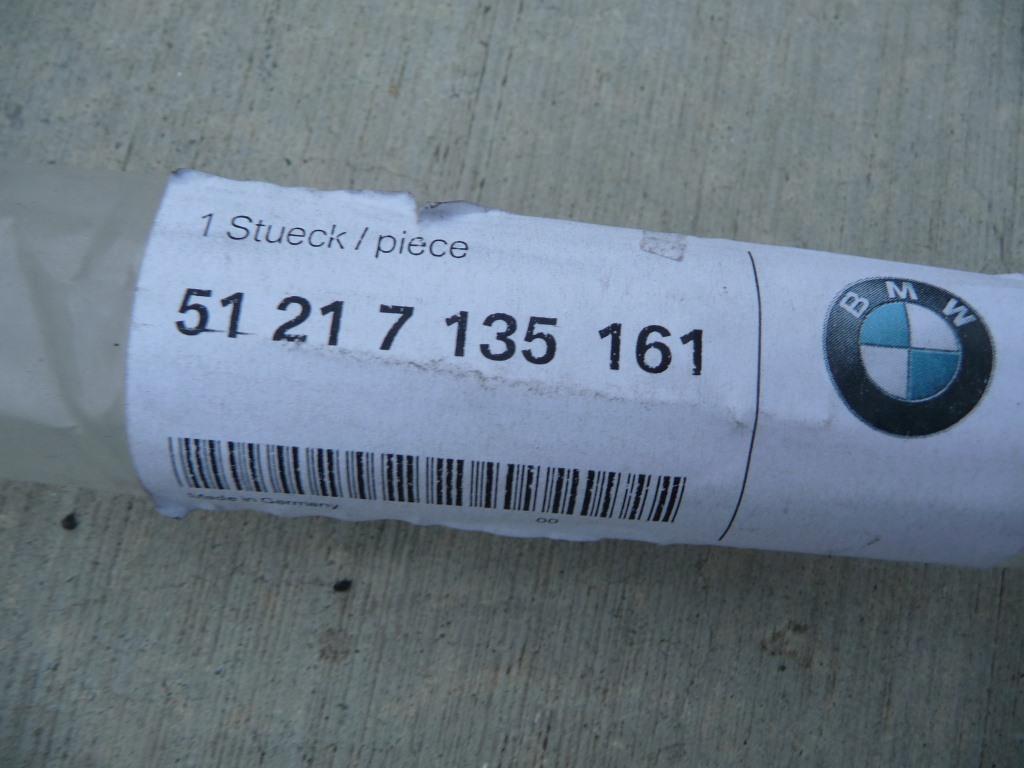 1 Stueck / piece
51 21 7 135 161
Made in Germany
00
BMW